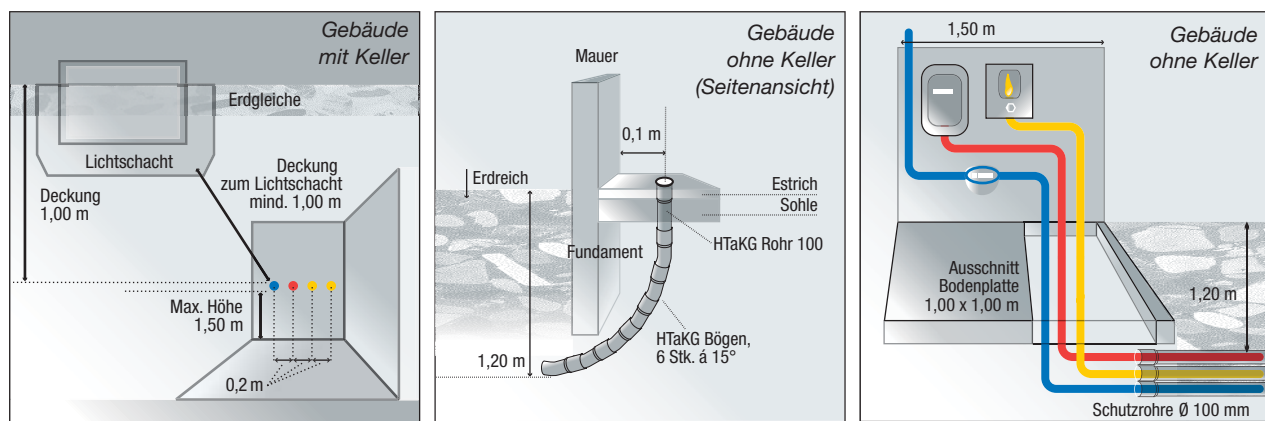 Gebäude
mit Keller
Erdgleiche
Lichtschacht
Deckung
1,00 m
Deckung
zum Lichtschacht
mind. 1,00 m
Max. Höhe
1,50 m
0,2 m
Gebäude
ohne Keller
(Seitenansicht)
Mauer
0,1 m
Erdreich
Estrich
Sohle
HTaKG Rohr 100
Fundament
HTaKG Bögen,
6 Stk. á 15°
1,20 m
Gebäude
ohne Keller
1,50 m
Ausschnitt
Bodenplatte
1,00 x 1,00 m
1,20 m
Schutzrohre Ø 100 mm